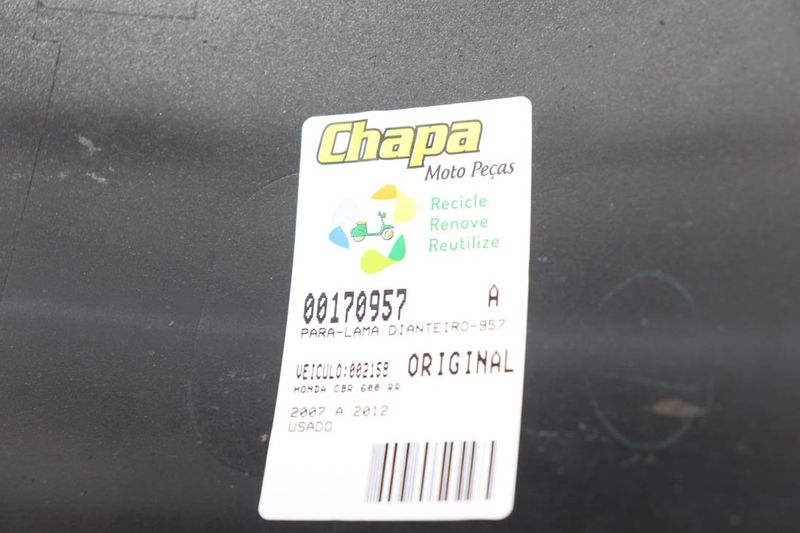 Chapa
Moto Peças
Recicle
Renove
Reutilize
00170957 A
PARA-LAMA DIANTEIRO-957
VEICULO:002158 ORIGINAL
HONDA CBR 600 RR
2007 A 2012
USADO